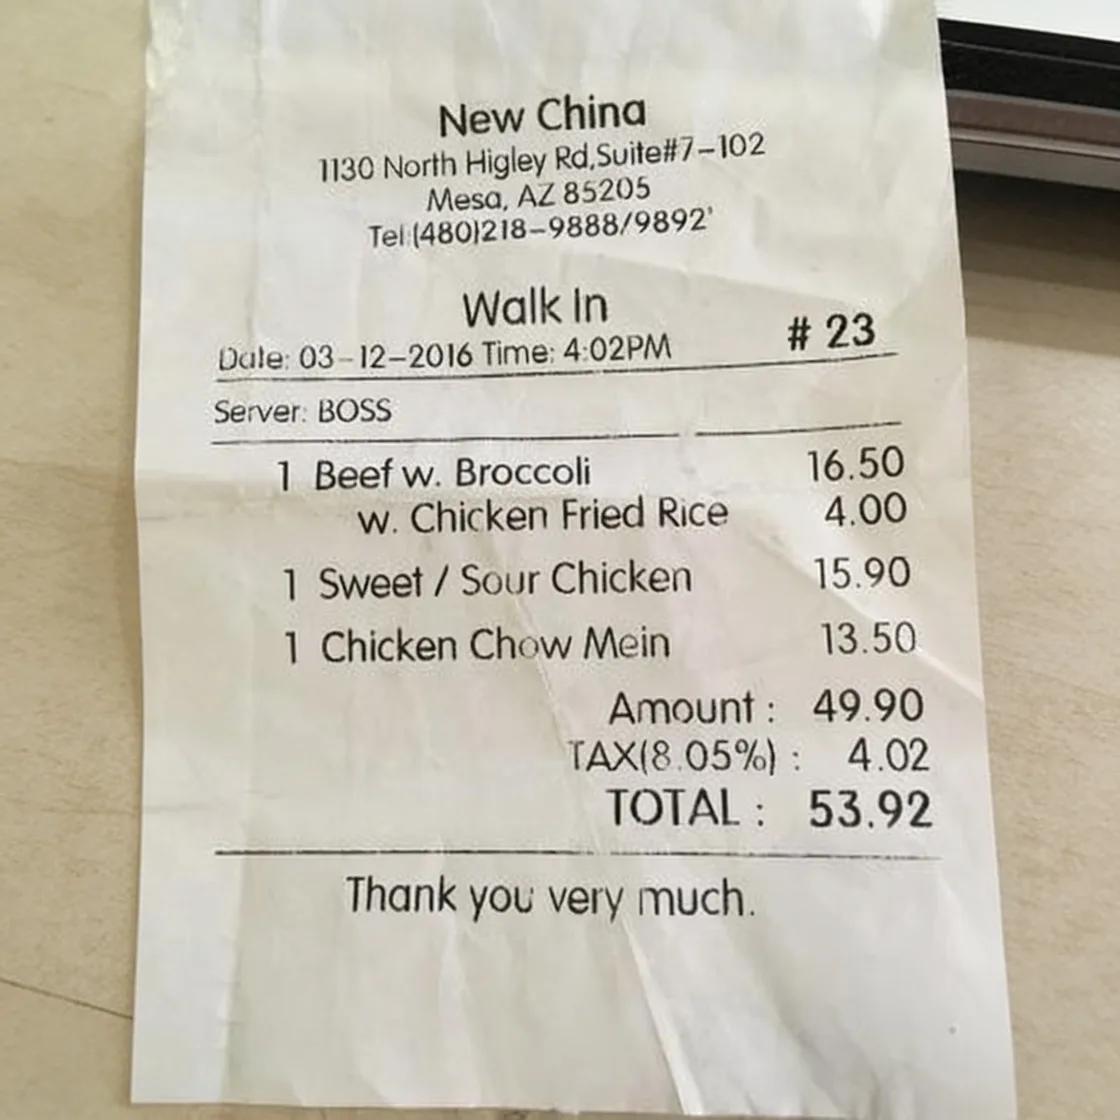 New China
1130 North Higley Rd,Suite#7-102
Mesa, AZ 85205
Tel:(480)218-9888/9892'
Walk In
# 23
Date: 03-12-2016 Time: 4:02PM
Server: BOSS
1 Beef w. Broccoli 16.50
w. Chicken Fried Rice 4.00
1 Sweet / Sour Chicken 15.90
1 Chicken Chow Mein 13.50
Amount : 49.90
TAX(8.05%) : 4.02
TOTAL : 53.92
Thank you very much.